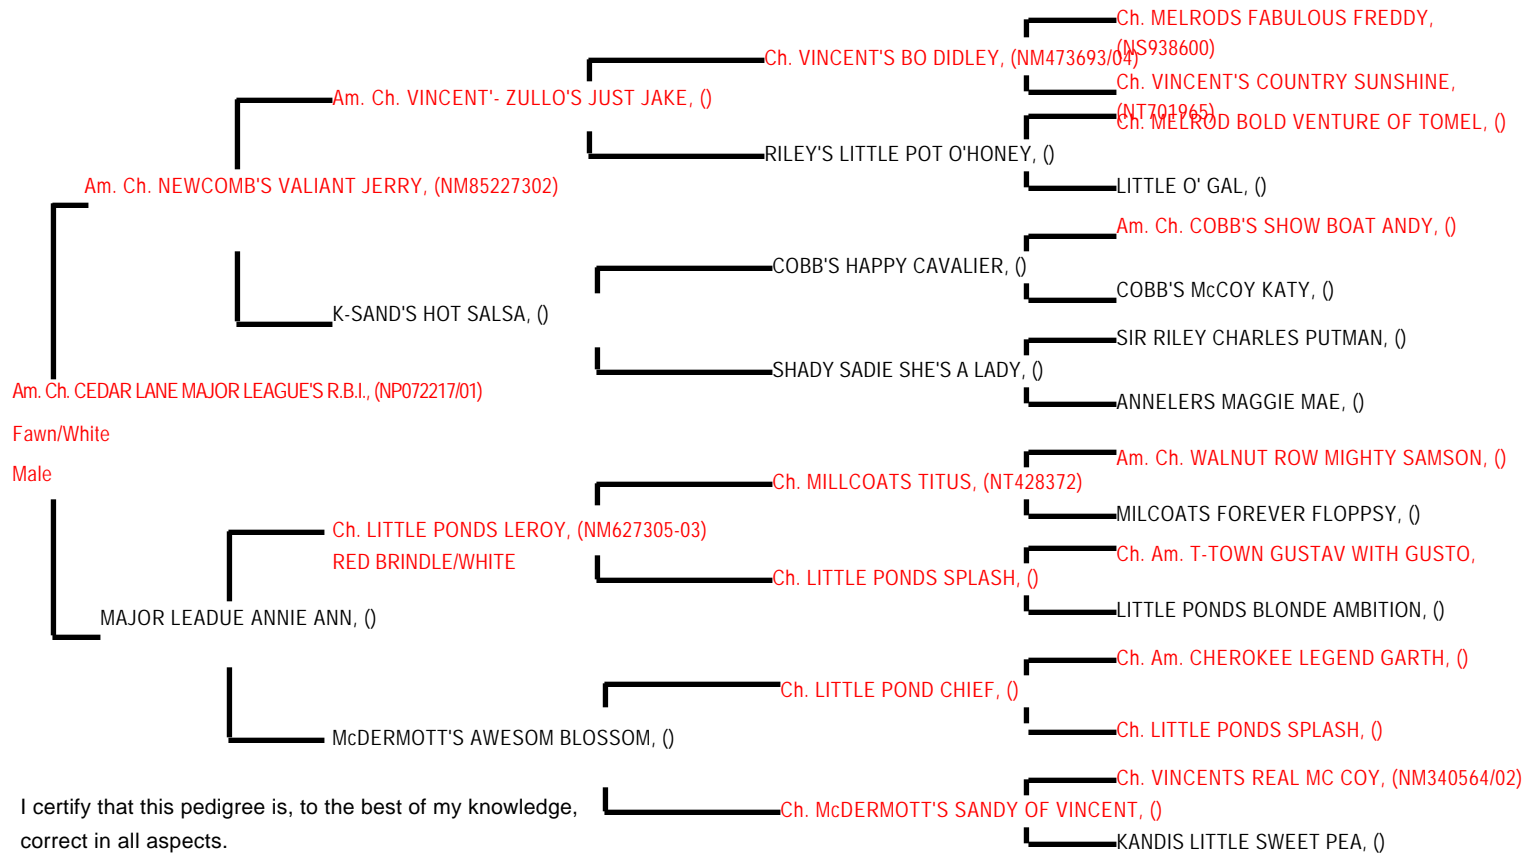 Ch. MELRODS FABULOUS FREDDY,
(NS938600)
Ch. VINCENT'S BO DIDLEY, (NM473693/04)
Ch. VINCENT'S COUNTRY SUNSHINE,
(NT701965)
Am. Ch. VINCENT'- ZULLO'S JUST JAKE, ()
Ch. MELROD BOLD VENTURE OF TOMEL, ()
RILEY'S LITTLE POT O'HONEY, ()
LITTLE O' GAL, ()
Am. Ch. NEWCOMB'S VALIANT JERRY, (NM85227302)
Am. Ch. COBB'S SHOW BOAT ANDY, ()
COBB'S HAPPY CAVALIER, ()
COBB'S McCOY KATY, ()
K-SAND'S HOT SALSA, ()
SIR RILEY CHARLES PUTMAN, ()
SHADY SADIE SHE'S A LADY, ()
ANNELERS MAGGIE MAE, ()
Am. Ch. CEDAR LANE MAJOR LEAGUE'S R.B.I., (NP072217/01)
Fawn/White
Male
Am. Ch. WALNUT ROW MIGHTY SAMSON, ()
Ch. MILLCOATS TITUS, (NT428372)
MILCOATS FOREVER FLOPPSY, ()
Ch. LITTLE PONDS LEROY, (NM627305-03)
RED BRINDLE/WHITE
Ch. Am. T-TOWN GUSTAV WITH GUSTO,
Ch. LITTLE PONDS SPLASH, ()
LITTLE PONDS BLONDE AMBITION, ()
MAJOR LEADUE ANNIE ANN, ()
Ch. Am. CHEROKEE LEGEND GARTH, ()
Ch. LITTLE POND CHIEF, ()
Ch. LITTLE PONDS SPLASH, ()
McDERMOTT'S AWESOM BLOSSOM, ()
Ch. VINCENTS REAL MC COY, (NM340564/02)
Ch. McDERMOTT'S SANDY OF VINCENT, ()
KANDIS LITTLE SWEET PEA, ()
I certify that this pedigree is, to the best of my knowledge,
correct in all aspects.